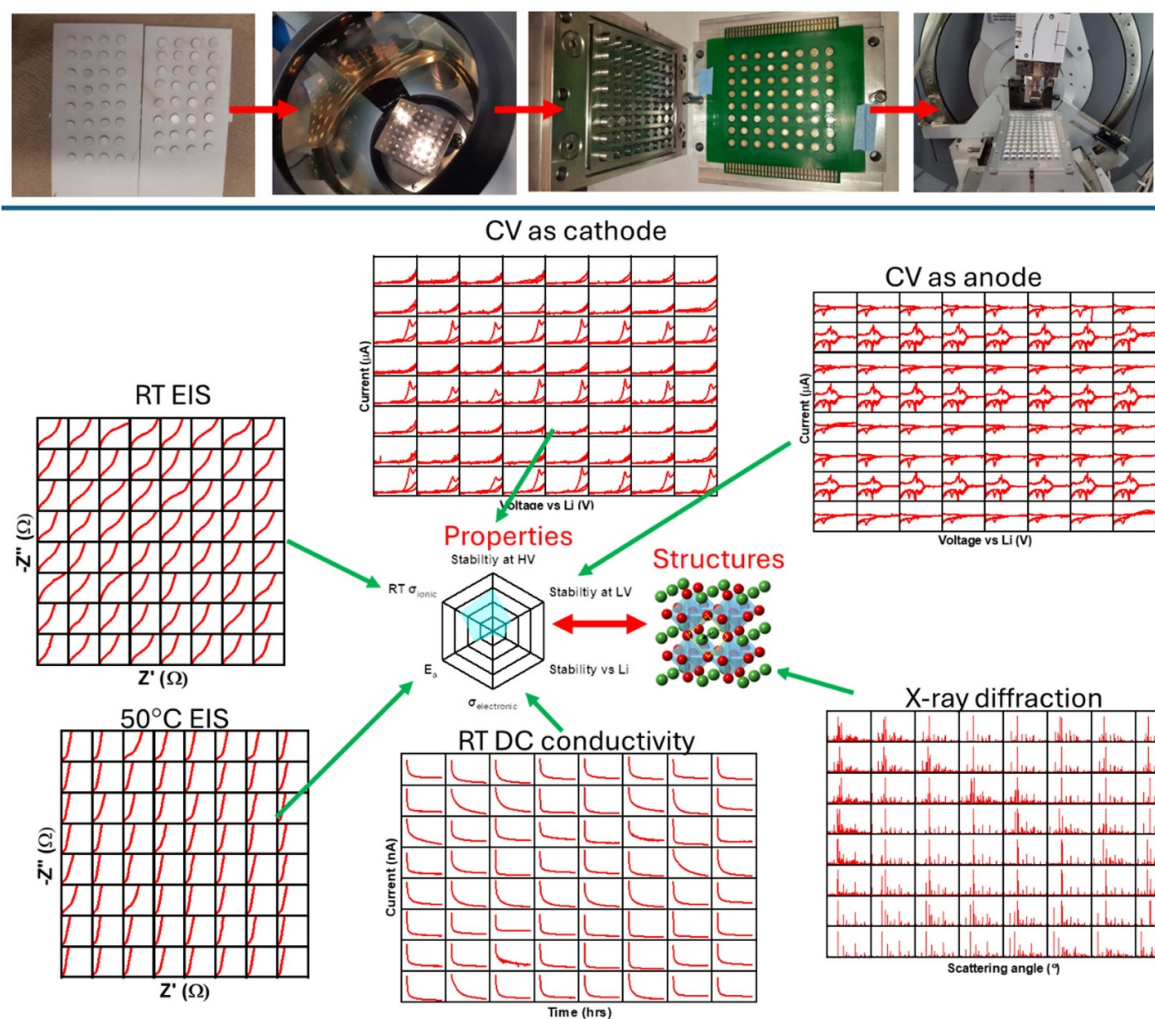 CV as cathode
Current (μA)
Voltage vs Li (V)
CV as anode
Current (μA)
Voltage vs Li (V)
RT EIS
-Z" (Ω)
Z' (Ω)
Properties
Stabiltiy at HV
RT σionic
Stabiltiy at LV
Ea
Stability vs Li
σelectronic
Structures
50°C EIS
-Z" (Ω)
Z' (Ω)
RT DC conductivity
Current (nA)
Time (hrs)
X-ray diffraction
Scattering angle (°)